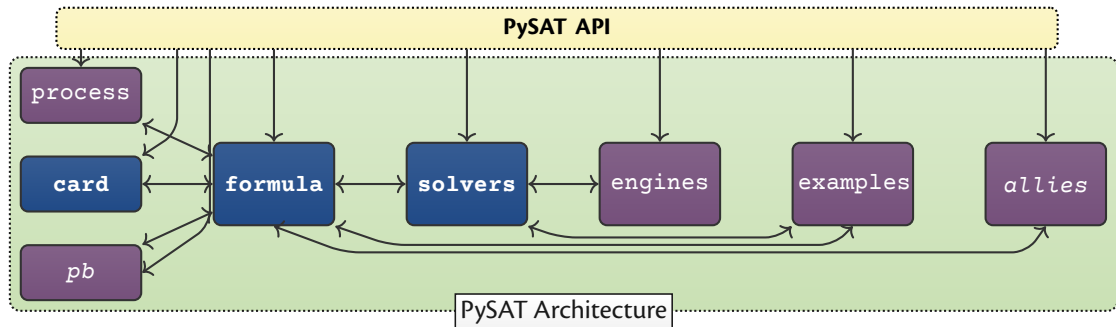 PySAT API
process
card
formula
solvers
engines
examples
allies
pb
PySAT Architecture